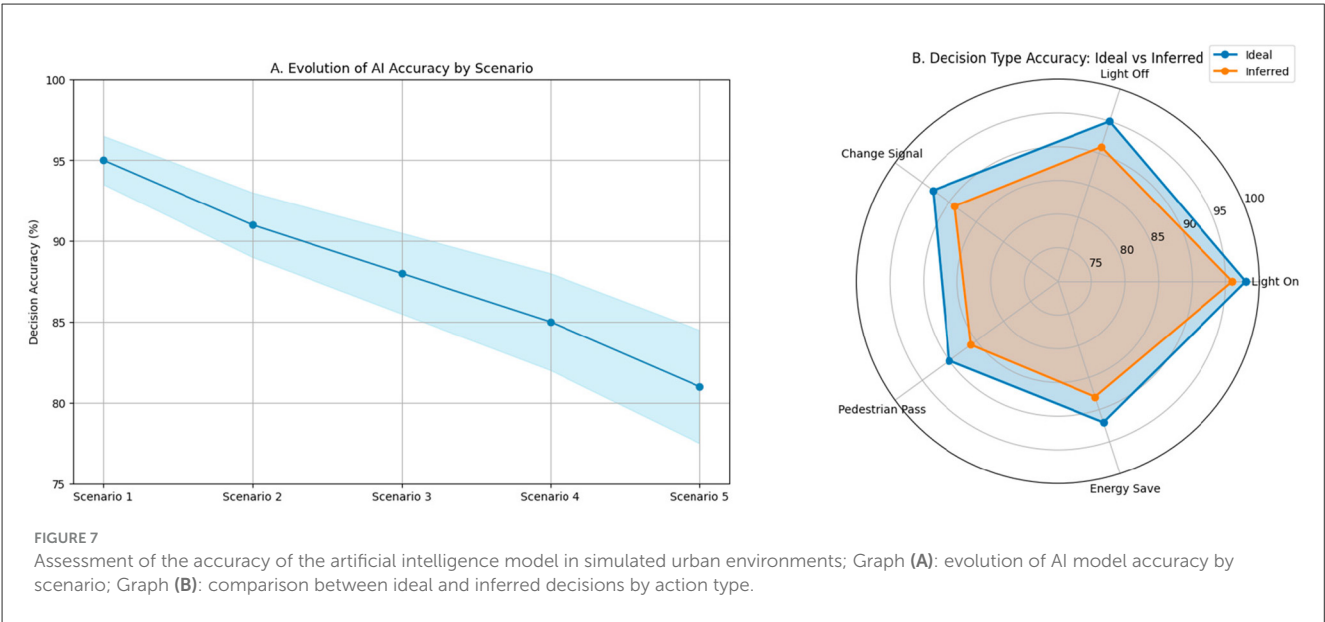 A. Evolution of AI Accuracy by Scenario
100
95
90
85
80
75
Decision Accuracy (%)
Scenario 1
Scenario 2
Scenario 3
Scenario 4
Scenario 5
B. Decision Type Accuracy: Ideal vs Inferred
Ideal
Inferred
Light Off
Change Signal
100
95
90
85
80
75
Light On
Pedestrian Pass
Energy Save
FIGURE 7
Assessment of the accuracy of the artificial intelligence model in simulated urban environments; Graph (A): evolution of AI model accuracy by
scenario; Graph (B): comparison between ideal and inferred decisions by action type.